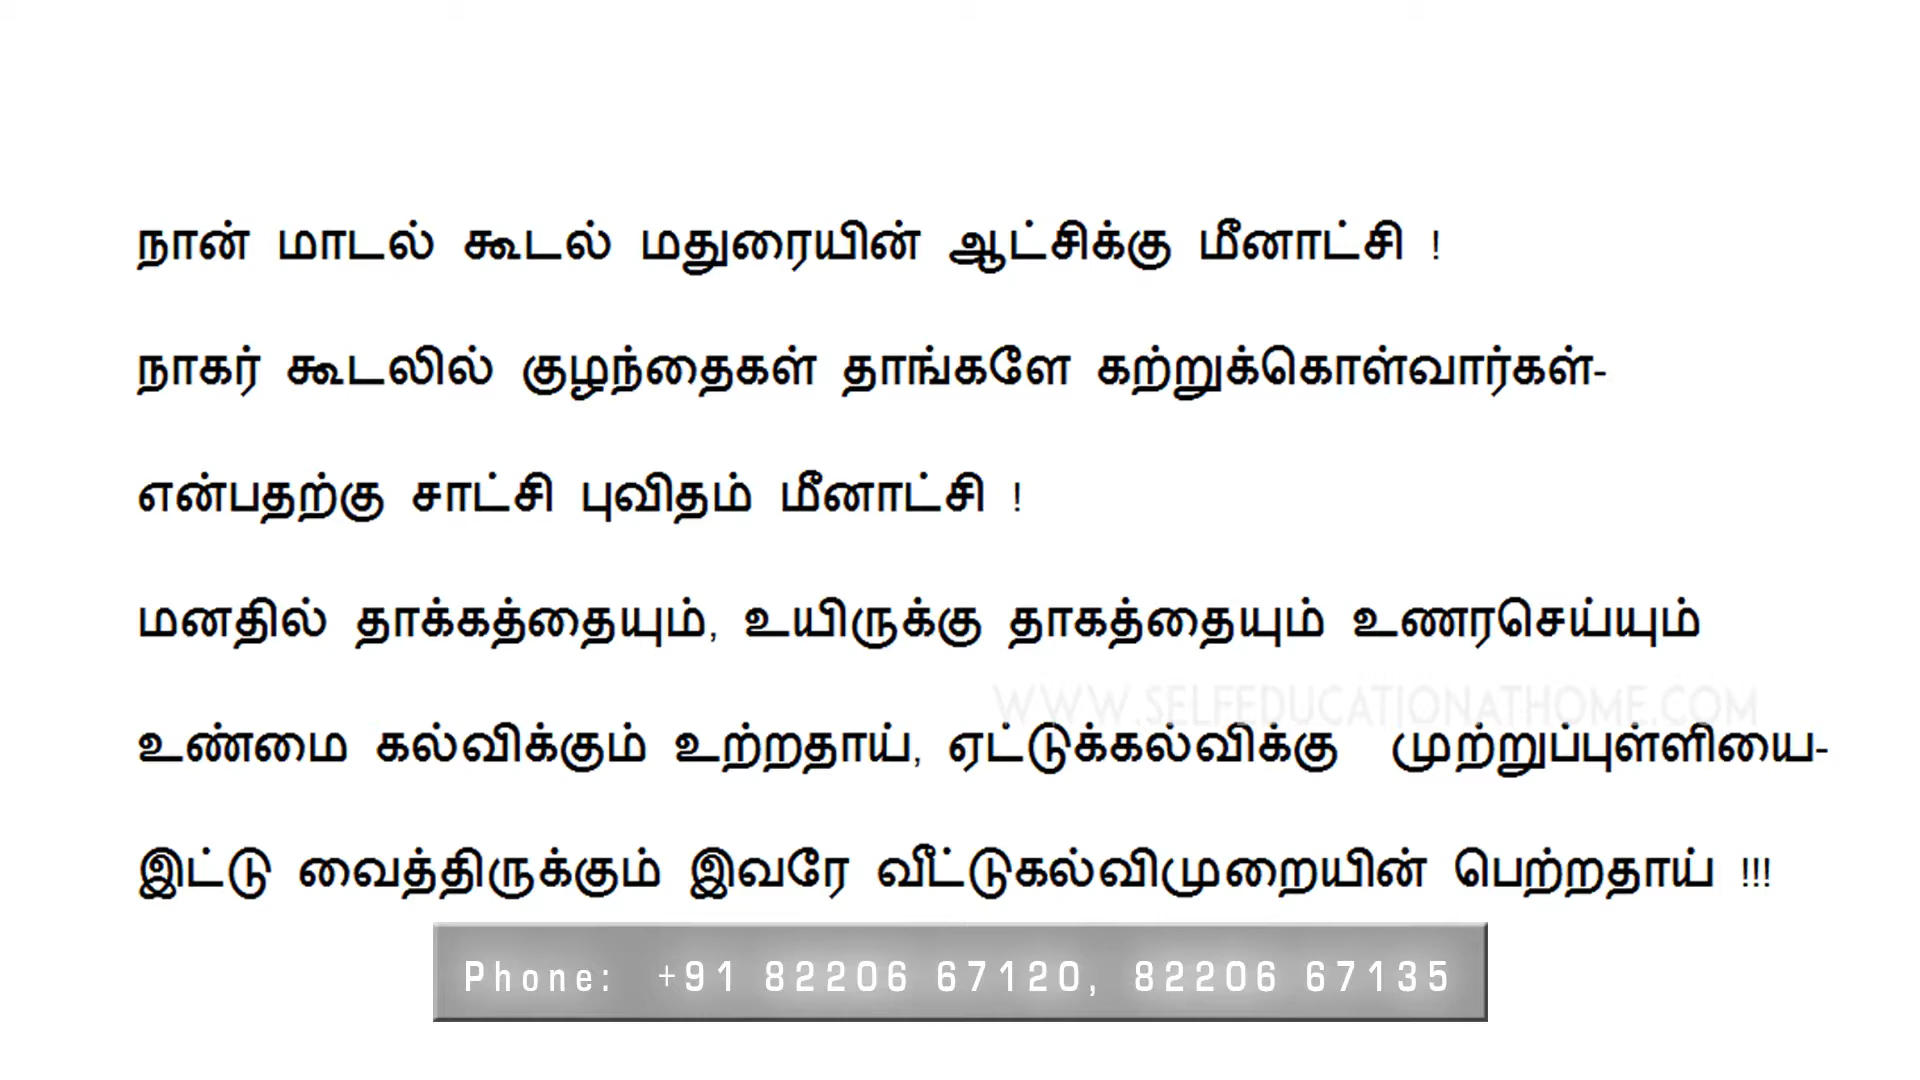 நான் மாடல் கூடல் மதுரையின் ஆட்சிக்கு மீனாட்சி !
நாகர் கூடலில் குழந்தைகள் தாங்களே கற்றுக்கொள்வார்கள்-
என்பதற்கு சாட்சி புவிதம் மீனாட்சி !
மனதில் தாக்கத்தையும், உயிருக்கு தாகத்தையும் உணரசெய்யும்
WWW.SELFEDUCATIONATHOME.COM
உண்மை கல்விக்கும் உற்றதாய், ஏட்டுக்கல்விக்கு முற்றுப்புள்ளியை-
இட்டு வைத்திருக்கும் இவரே வீட்டுகல்விமுறையின் பெற்றதாய் !!!
Phone: +91 82206 67120, 82206 67135